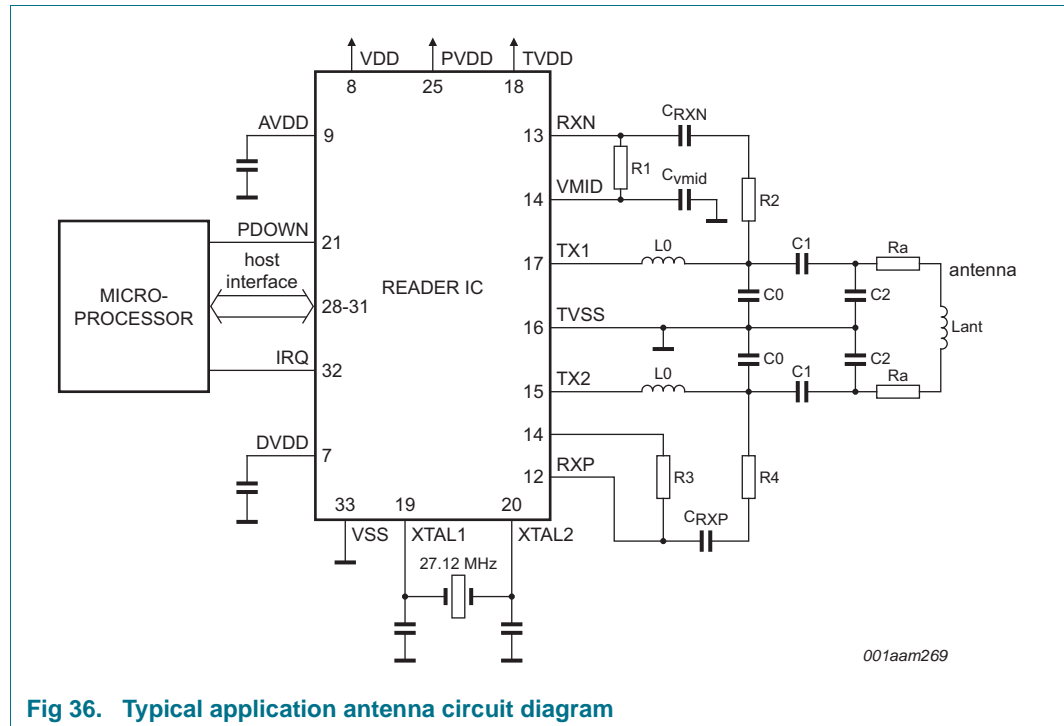 VDD PVDD TVDD
8 25 18
AVDD
9
RXN
13
CRXN
R1
VMID
14
Cvmid
R2
PDOWN
21
host
interface
MICRO-
PROCESSOR
28-31
READER IC
IRQ
32
TX1
17
L0
C1
Ra
antenna
C0
C2
TVSS
16
Lant
C0
C2
TX2
15
L0
C1
Ra
DVDD
7
14
RXP
12
R3
R4
CRXP
33 19 20
VSS XTAL1 XTAL2
27.12 MHz
001aam269
Fig 36. Typical application antenna circuit diagram